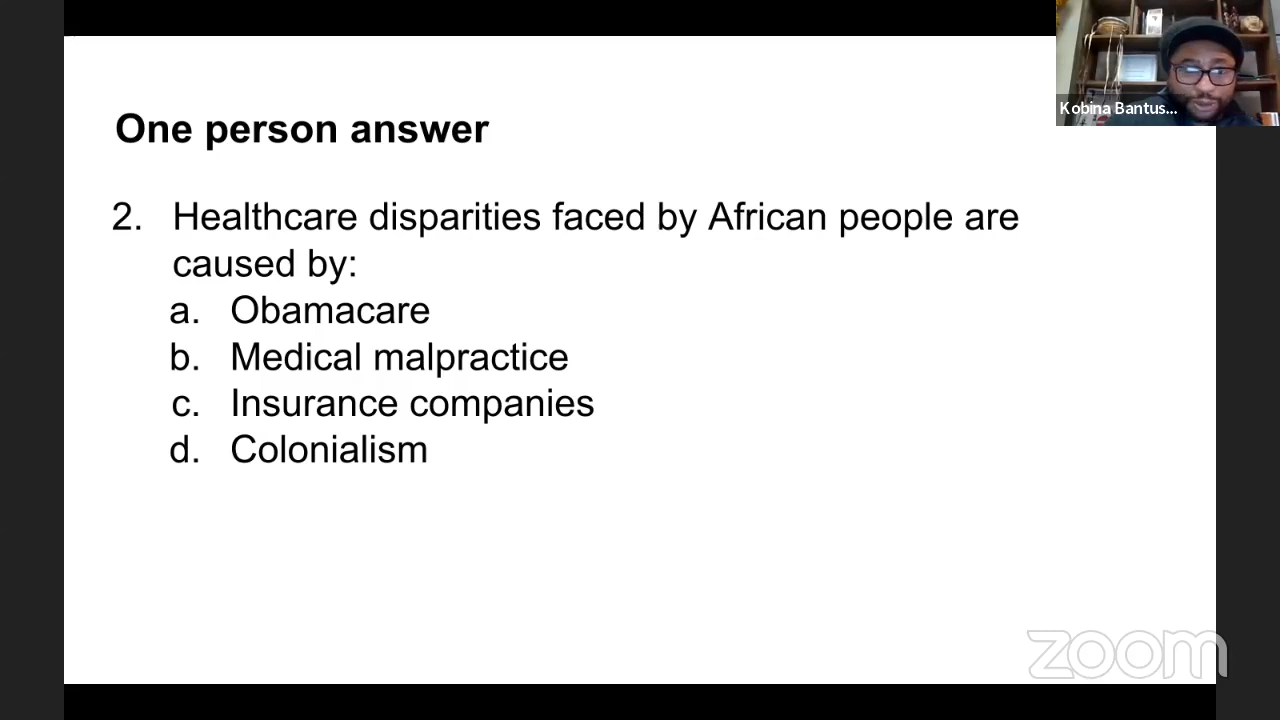 One person answer
Kobina Bantus...
2. Healthcare disparities faced by African people are
caused by:
a. Obamacare
b. Medical malpractice
c. Insurance companies
d. Colonialism
zoom